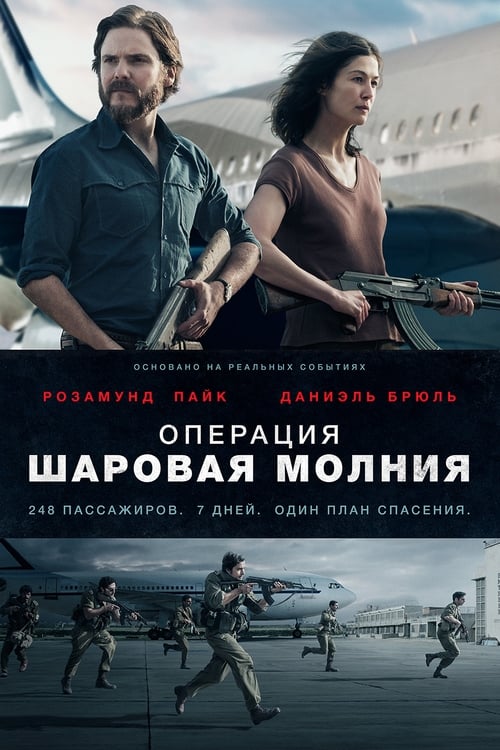 ОСНОВАНО НА РЕАЛЬНЫХ СОБЫТИЯХ
РОЗАМУНД ПАЙК ДАНИЭЛЬ БРЮЛЬ
ОПЕРАЦИЯ
ШАРОВАЯ МОЛНИЯ
248 ПАССАЖИРОВ. 7 ДНЕЙ. ОДИН ПЛАН СПАСЕНИЯ.